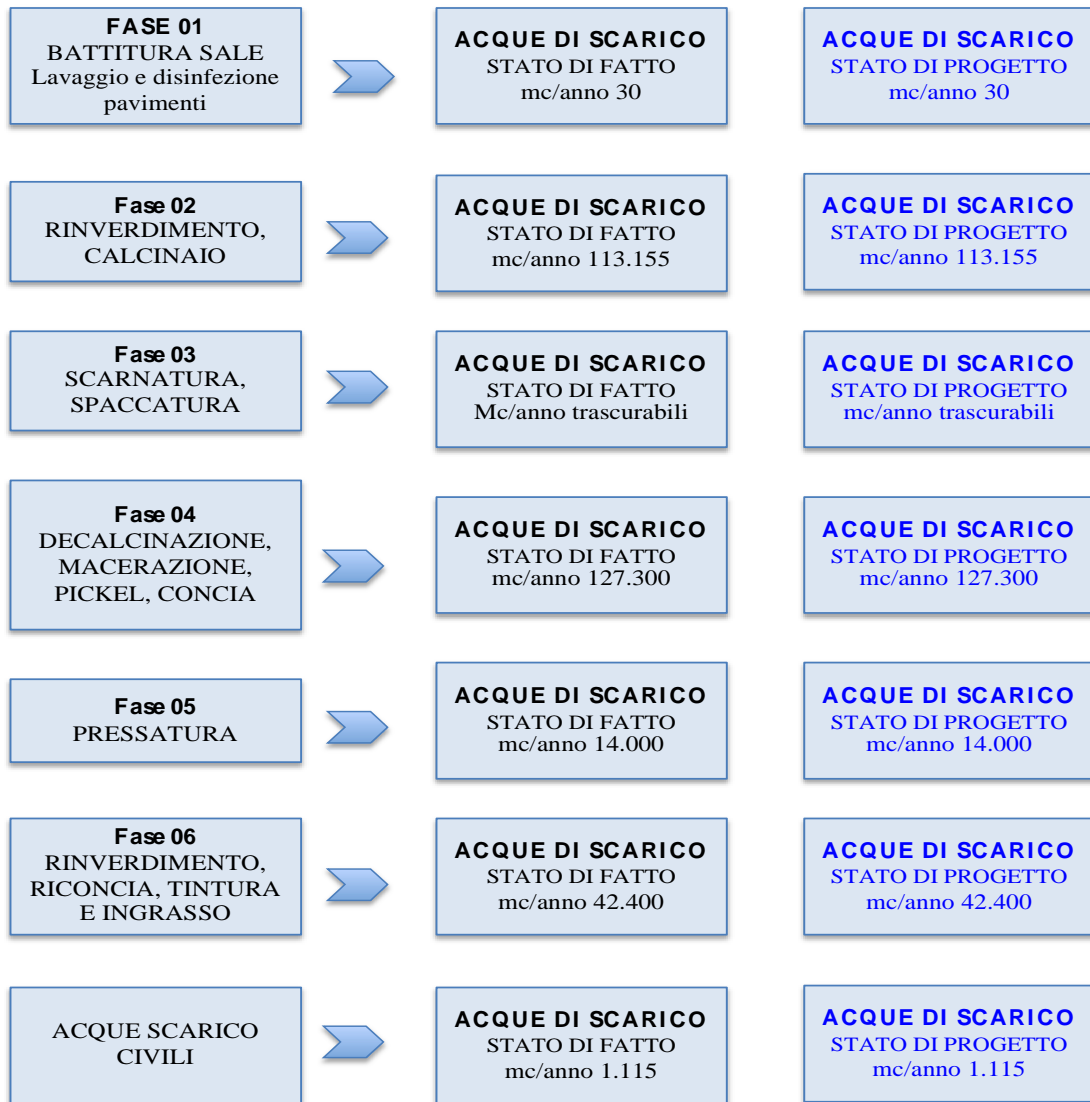 FASE 01
BATTITURA SALE
Lavaggio e disinfezione
pavimenti
ACQUE DI SCARICO
STATO DI FATTO
mc/anno 30
ACQUE DI SCARICO
STATO DI PROGETTO
mc/anno 30
Fase 02
RINVERDIMENTO,
CALCINAIO
ACQUE DI SCARICO
STATO DI FATTO
mc/anno 113.155
ACQUE DI SCARICO
STATO DI PROGETTO
mc/anno 113.155
Fase 03
SCARNATURA,
SPACCATURA
ACQUE DI SCARICO
STATO DI FATTO
Mc/anno trascurabili
ACQUE DI SCARICO
STATO DI PROGETTO
mc/anno trascurabili
Fase 04
DECALCINAZIONE,
MACERAZIONE,
PICKEL, CONCIA
ACQUE DI SCARICO
STATO DI FATTO
mc/anno 127.300
ACQUE DI SCARICO
STATO DI PROGETTO
mc/anno 127.300
Fase 05
PRESSATURA
ACQUE DI SCARICO
STATO DI FATTO
mc/anno 14.000
ACQUE DI SCARICO
STATO DI PROGETTO
mc/anno 14.000
Fase 06
RINVERDIMENTO,
RICONCIA, TINTURA
E INGRASSO
ACQUE DI SCARICO
STATO DI FATTO
mc/anno 42.400
ACQUE DI SCARICO
STATO DI PROGETTO
mc/anno 42.400
ACQUE SCARICO
CIVILI
ACQUE DI SCARICO
STATO DI FATTO
mc/anno 1.115
ACQUE DI SCARICO
STATO DI PROGETTO
mc/anno 1.115